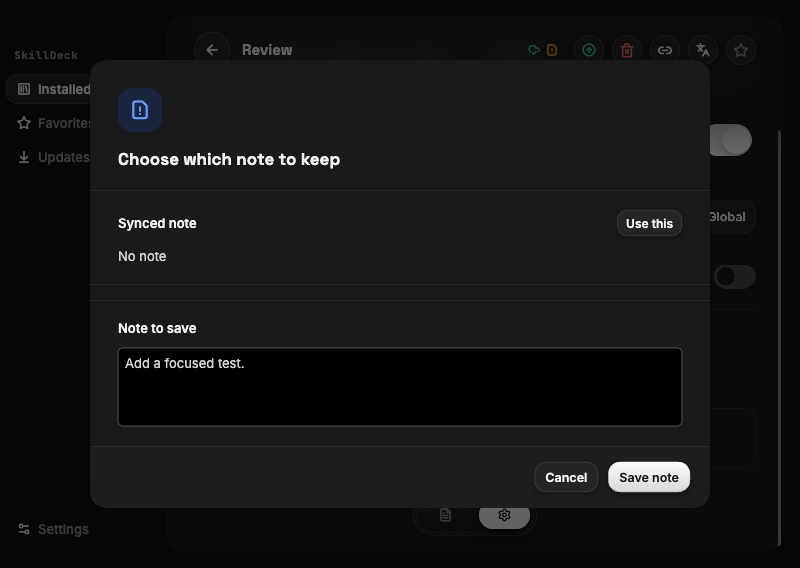 SkillDeck
Review
Installed
Favorites
Updates
Choose which note to keep
Synced note
Use this
No note
Global
Note to save
Add a focused test.
Cancel
Save note
Settings